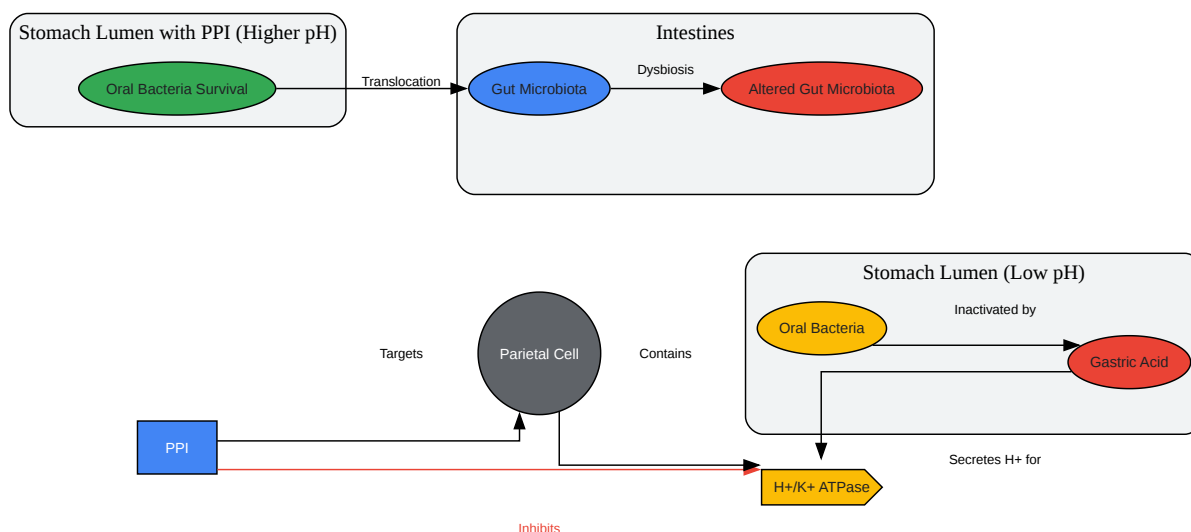 Stomach Lumen with PPI (Higher pH)
Oral Bacteria Survival
Translocation
Intestines
Gut Microbiota
Dysbiosis
Altered Gut Microbiota
Stomach Lumen (Low pH)
Oral Bacteria
Inactivated by
Gastric Acid
Targets
Parietal Cell
Contains
PPI
Secretes H+ for
H+/K+ ATPase
Inhibits